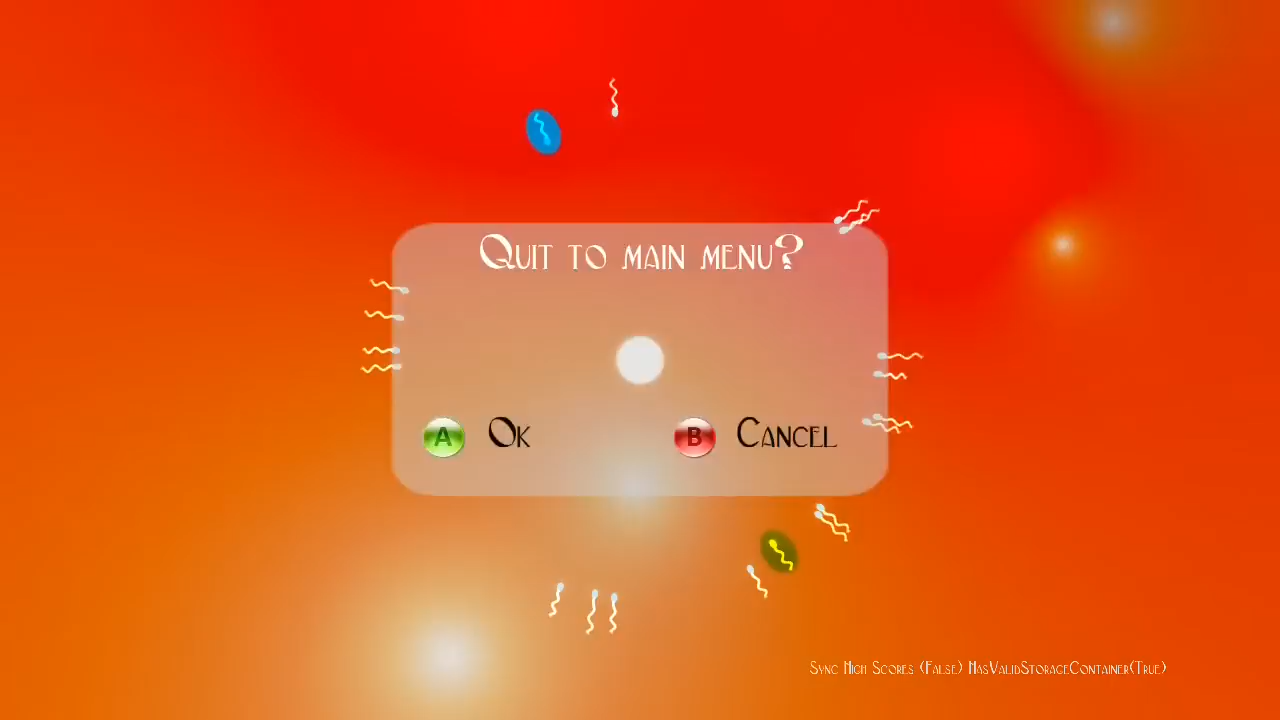 Quit to main menu?
A Ok B Cancel
Sync High Scores (False) HasValidStorageContainer(True)